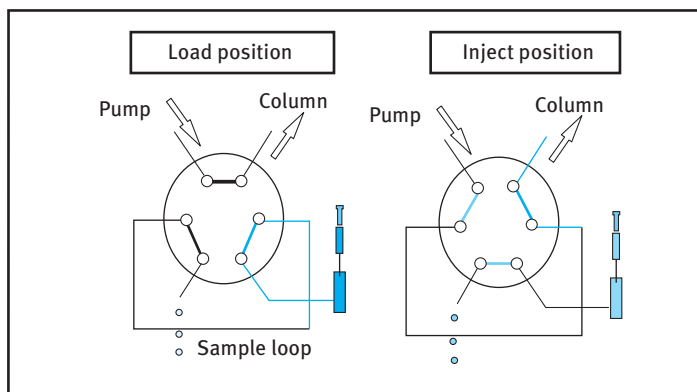 Load position
Inject position
Pump
Column
Pump
Column
Sample loop